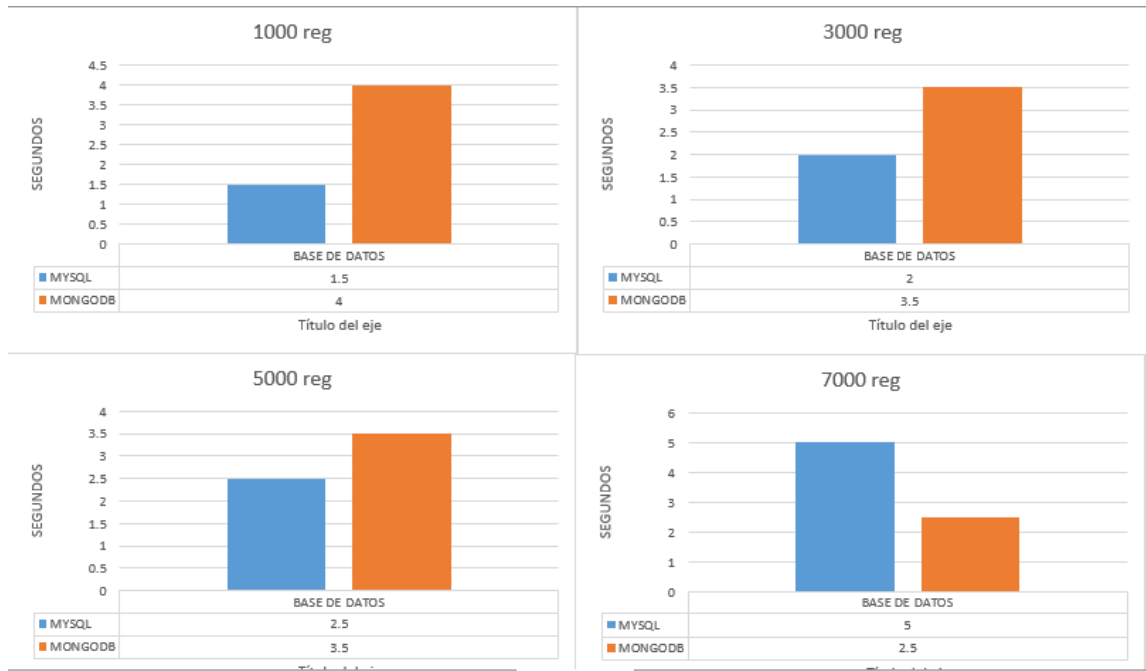 1000 reg
4.5
4
3.5
3
2.5
2
1.5
1
0.5
0
SEGUNDOS
BASE DE DATOS
MYSQL 1.5
MONGODB 4
Título del eje
3000 reg
4
3.5
3
2.5
2
1.5
1
0.5
0
SEGUNDOS
BASE DE DATOS
MYSQL 2
MONGODB 3.5
Título del eje
5000 reg
4
3.5
3
2.5
2
1.5
1
0.5
0
SEGUNDOS
BASE DE DATOS
MYSQL 2.5
MONGODB 3.5
7000 reg
6
5
4
3
2
1
0
SEGUNDOS
BASE DE DATOS
MYSQL 5
MONGODB 2.5